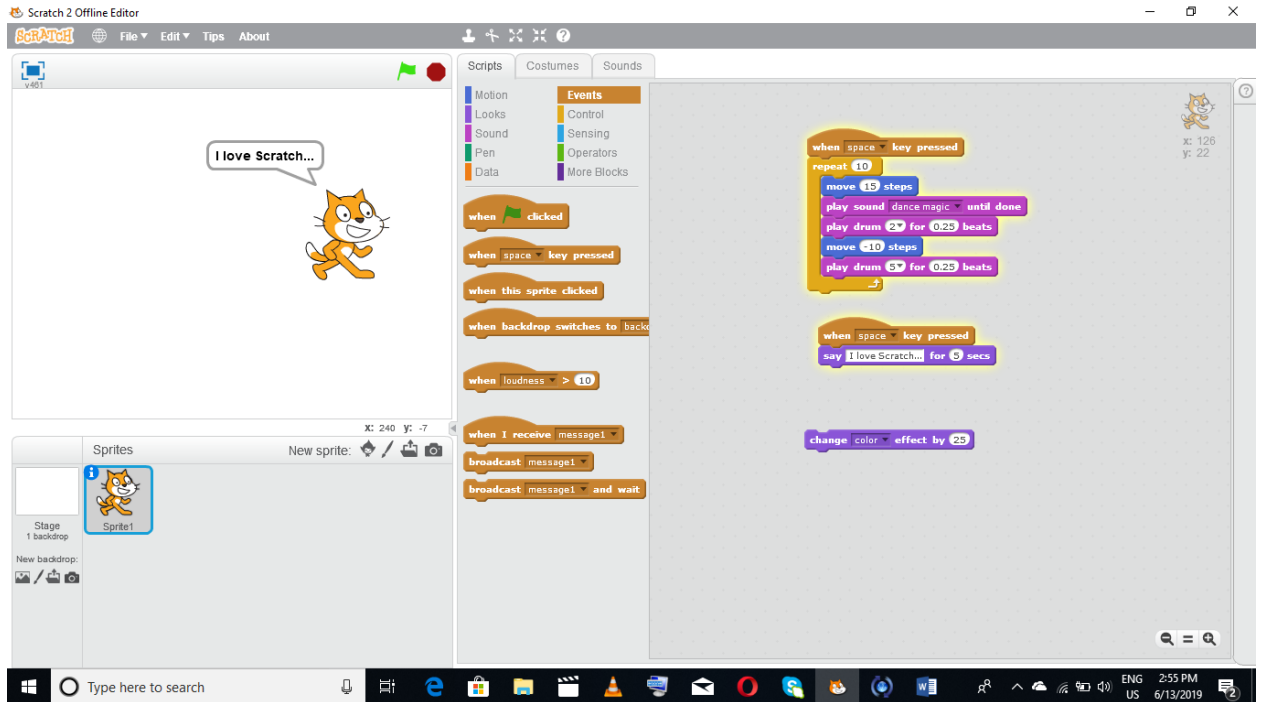 Scratch 2 Offline Editor
SCRATCH File Edit Tips About
v461
I love Scratch...
X: 240 y: -7
Sprites New sprite:
Stage
1 backdrop
New backdrop:
Sprite1
Scripts Costumes Sounds
Motion Events
Looks Control
Sound Sensing
Pen Operators
Data More Blocks
when clicked
when space key pressed
when this sprite clicked
when backdrop switches to
when loudness > 10
when I receive message1
broadcast message1
broadcast message1 and wait
when space key pressed
repeat 10
move 15 steps
play sound dance magic until done
play drum 2 for 0.25 beats
move -10 steps
play drum 5 for 0.25 beats
when space key pressed
say I love Scratch... for 5 secs
change color effect by 25
x: 126
y: 22
Type here to search
ENG
US
2:55 PM
6/13/2019
2